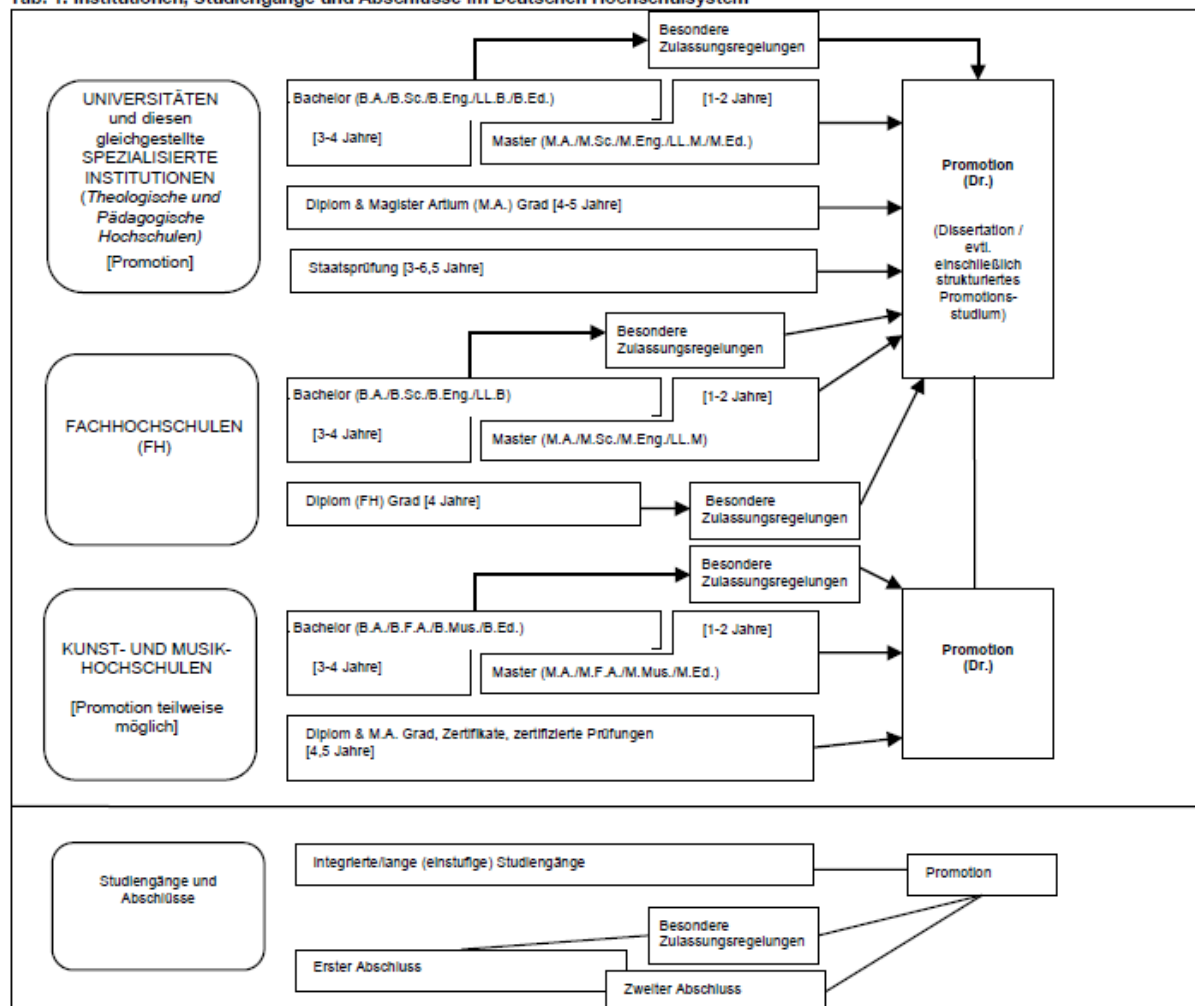 Tab. 1: Institutionen, Studiengänge und Abschlüsse im Deutschen Hochschulsystem
UNIVERSITÄTEN
und diesen
gleichgestellte
SPEZIALISIERTE
INSTITUTIONEN
(Theologische und
Pädagogische
Hochschulen)
[Promotion]
Besondere
Zulassungsregelungen
. Bachelor (B.A./B.Sc./B.Eng./LL.B./B.Ed.)
[3-4 Jahre]
[1-2 Jahre]
Master (M.A./M.Sc./M.Eng./LL.M./M.Ed.)
Diplom & Magister Artium (M.A.) Grad [4-5 Jahre]
Staatsprüfung [3-6,5 Jahre]
Promotion
(Dr.)
(Dissertation /
evtl.
einschließlich
strukturiertes
Promotions-
studium)
FACHHOCHSCHULEN
(FH)
Besondere
Zulassungsregelungen
. Bachelor (B.A./B.Sc./B.Eng./LL.B)
[3-4 Jahre]
[1-2 Jahre]
Master (M.A./M.Sc./M.Eng./LL.M)
Diplom (FH) Grad [4 Jahre]
Besondere
Zulassungsregelungen
KUNST- UND MUSIK-
HOCHSCHULEN
[Promotion teilweise
möglich]
Besondere
Zulassungsregelungen
. Bachelor (B.A./B.F.A./B.Mus./B.Ed.)
[3-4 Jahre]
[1-2 Jahre]
Master (M.A./M.F.A./M.Mus./M.Ed.)
Diplom & M.A. Grad, Zertifikate, zertifizierte Prüfungen
[4,5 Jahre]
Promotion
(Dr.)
Studiengänge und
Abschlüsse
Integrierte/lange (einstufige) Studiengänge
Promotion
Besondere
Zulassungsregelungen
Erster Abschluss
Zweiter Abschluss